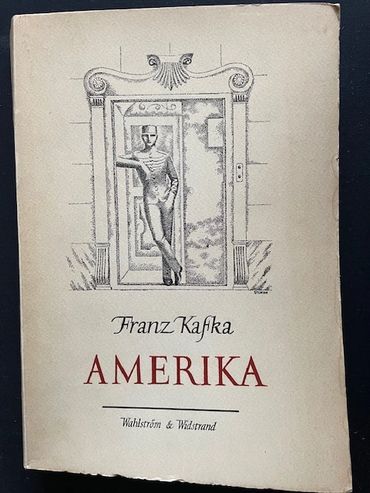 Franz Kafka
AMERIKA
Wahlström & Widstrand